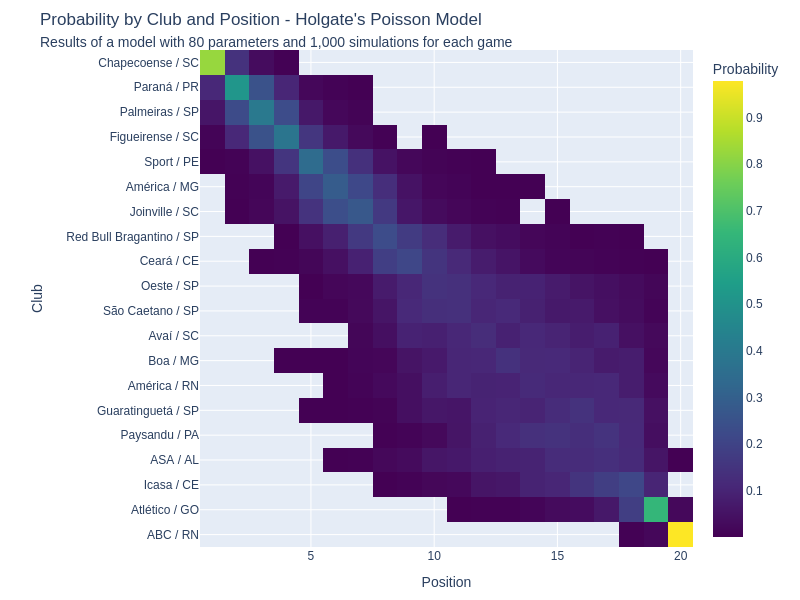 Probability by Club and Position - Holgate's Poisson Model
Results of a model with 80 parameters and 1,000 simulations for each game
Probability
Chapecoense / SC
Paraná / PR
Palmeiras / SP
Figueirense / SC
Sport / PE
América / MG
Joinville / SC
Red Bull Bragantino / SP
Ceará / CE
Oeste / SP
São Caetano / SP
Avaí / SC
Boa / MG
América / RN
Guaratinguetá / SP
Paysandu / PA
ASA / AL
Icasa / CE
Atlético / GO
ABC / RN
Club
5
10
15
20
Position
0.9
0.8
0.7
0.6
0.5
0.4
0.3
0.2
0.1